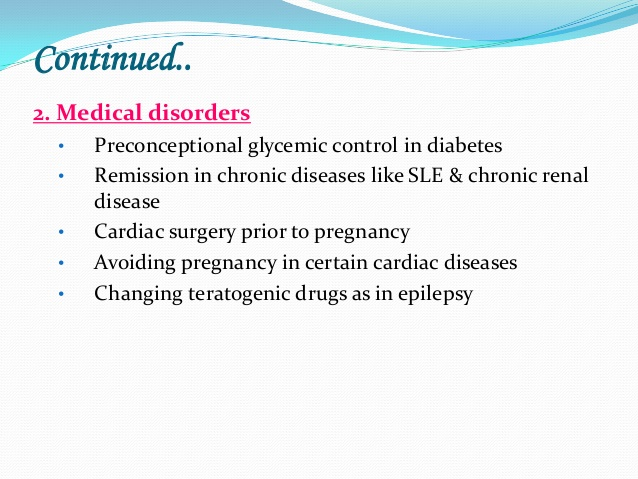 Continued..
2. Medical disorders
• Preconceptional glycemic control in diabetes
• Remission in chronic diseases like SLE & chronic renal
disease
• Cardiac surgery prior to pregnancy
• Avoiding pregnancy in certain cardiac diseases
• Changing teratogenic drugs as in epilepsy